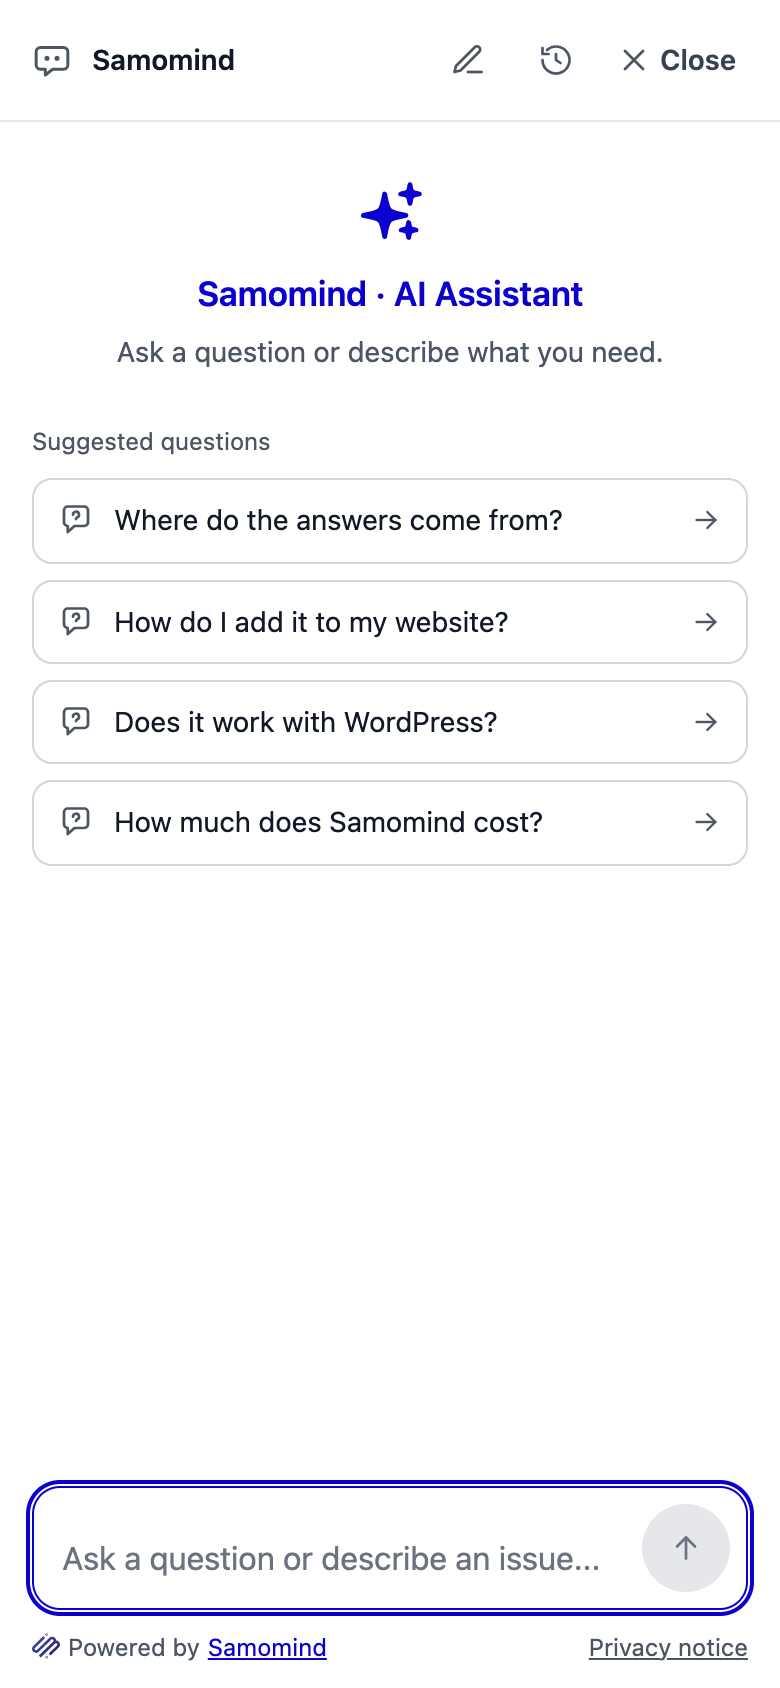 Samomind
Close
Samomind · AI Assistant
Ask a question or describe what you need.
Suggested questions
Where do the answers come from?
How do I add it to my website?
Does it work with WordPress?
How much does Samomind cost?
Ask a question or describe an issue...
Powered by Samomind
Privacy notice